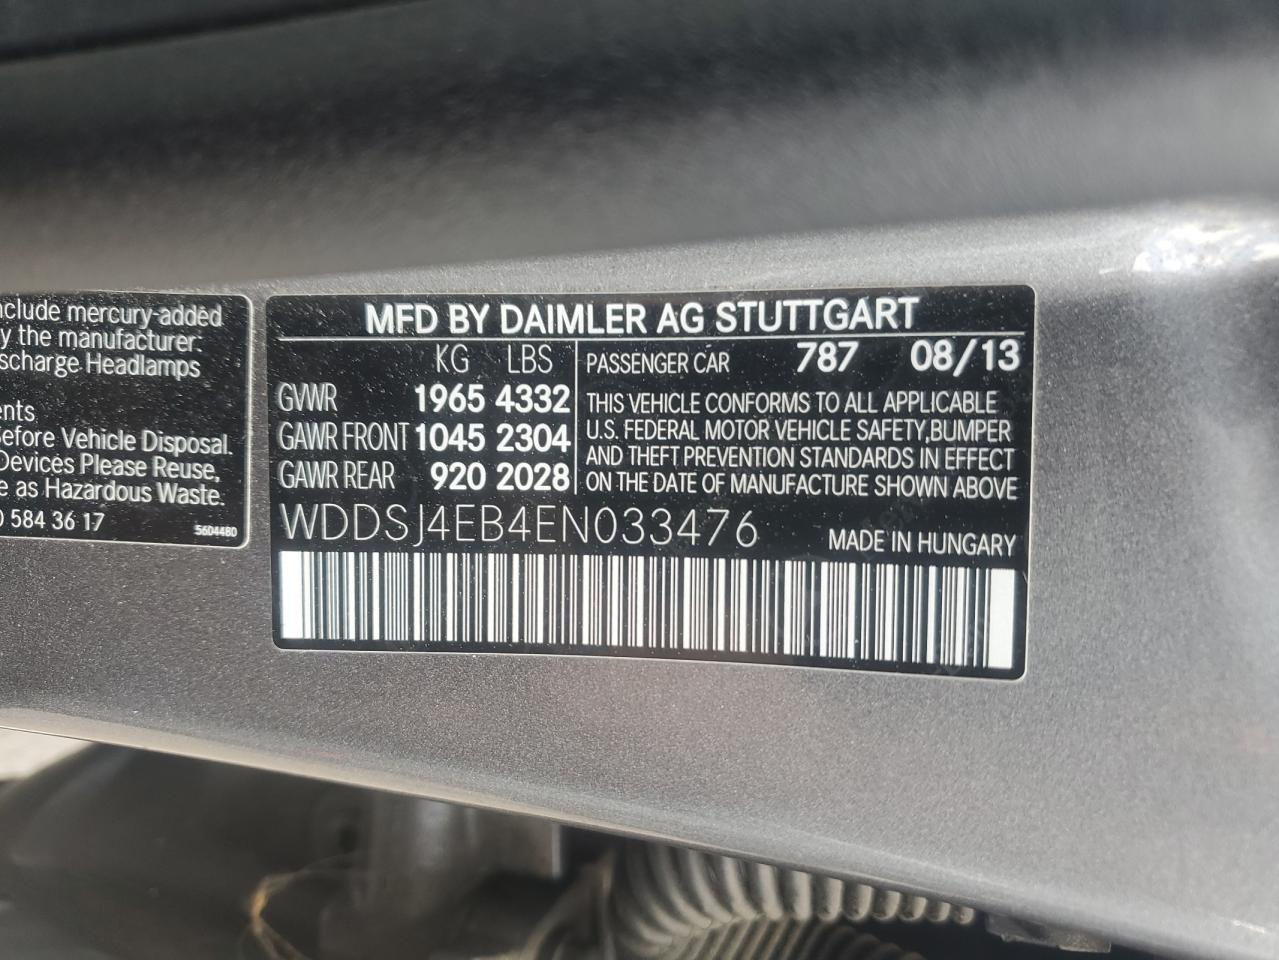 nclude mercury-added
y the manufacturer:
scharge Headlamps
ents
Before Vehicle Disposal.
Devices Please Reuse,
e as Hazardous Waste.
0 584 36 17
5604480
MFD BY DAIMLER AG STUTTGART
KG LBS
GVWR 1965 4332
GAWR FRONT 1045 2304
GAWR REAR 920 2028
PASSENGER CAR 787 08/13
THIS VEHICLE CONFORMS TO ALL APPLICABLE
U.S. FEDERAL MOTOR VEHICLE SAFETY,BUMPER
AND THEFT PREVENTION STANDARDS IN EFFECT
ON THE DATE OF MANUFACTURE SHOWN ABOVE
WDDSJ4EB4EN033476
MADE IN HUNGARY